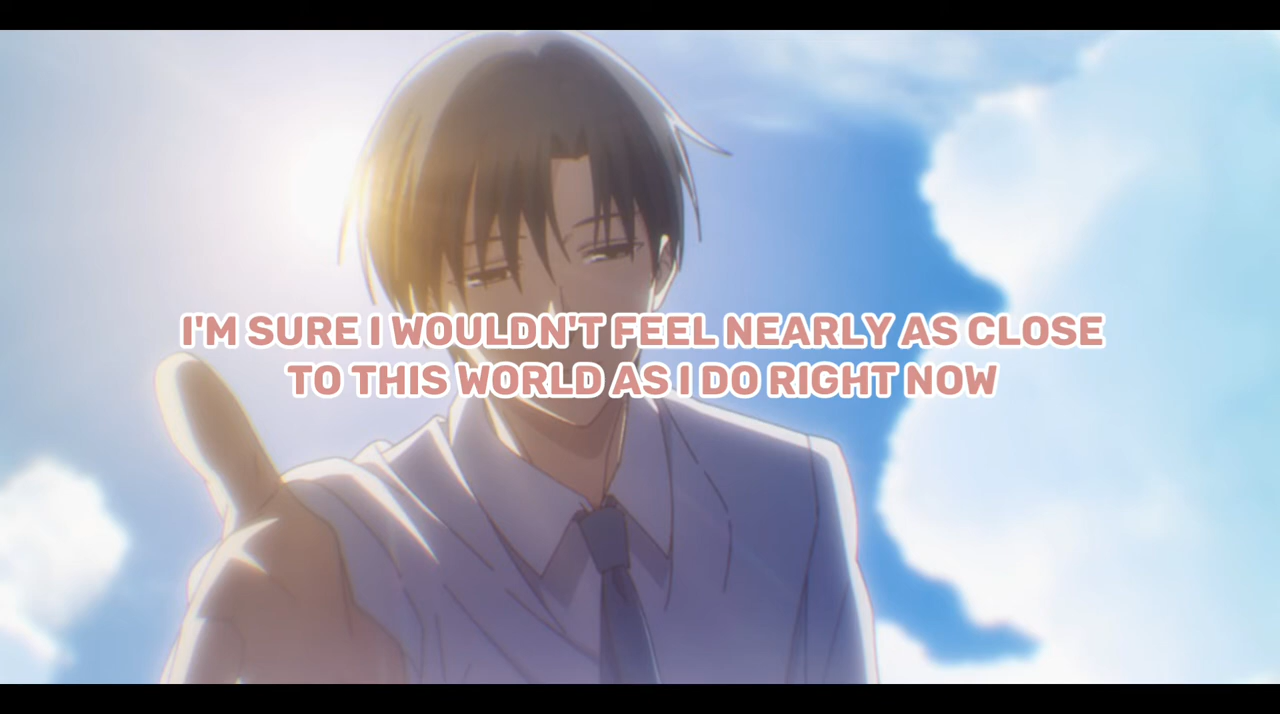 I'M SURE I WOULDN'T FEEL NEARLY AS CLOSE
TO THIS WORLD AS I DO RIGHT NOW